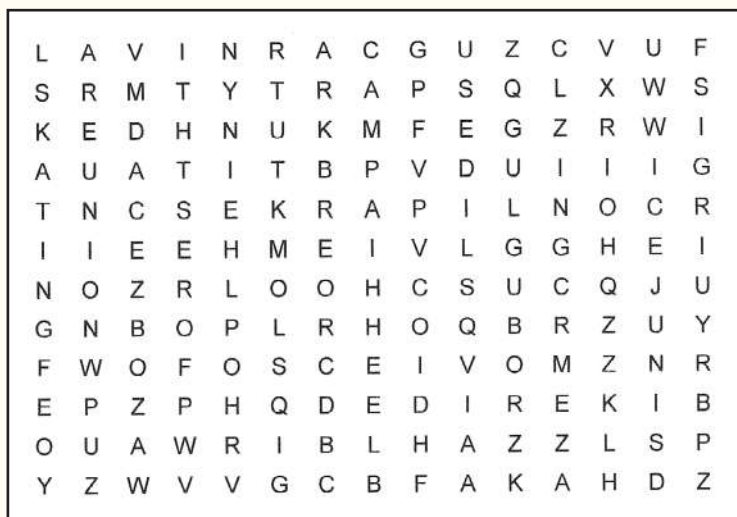 L A V I N R A C G U Z C V U F
S R M T Y T R A P S Q L X W S
K E D H N U K M F E G Z R W I
A U A T I T B P V D U I I I G
T N C S E K R A P I L N O C R
I I E E H M E I V L G G H E I
N O Z R L O O H C S U C Q J U
G N B O P L R H O Q B R Z U Y
F W O F O S C E I V O M Z N R
E P Z P H Q D E D I R E K I B
O U A W R I B L H A Z Z L S P
Y Z W V V G C B F A K A H D Z